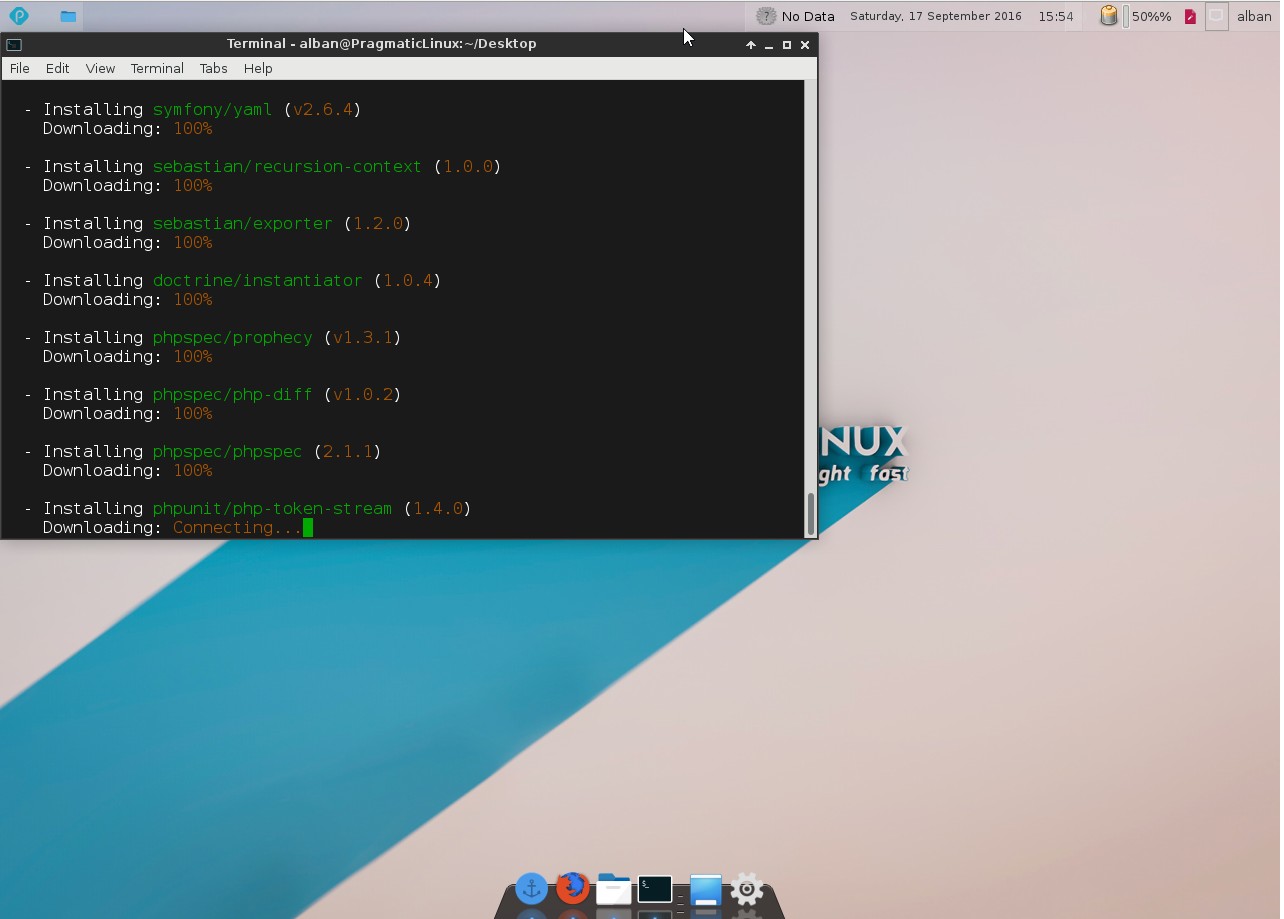 No Data Saturday, 17 September 2016 15:54 50%% alban
Terminal - alban@PragmaticLinux:~/Desktop
File Edit View Terminal Tabs Help
- Installing symfony/yaml (v2.6.4)
Downloading: 100%
- Installing sebastian/recursion-context (1.0.0)
Downloading: 100%
- Installing sebastian/exporter (1.2.0)
Downloading: 100%
- Installing doctrine/instantiator (1.0.4)
Downloading: 100%
- Installing phpspec/prophecy (v1.3.1)
Downloading: 100%
- Installing phpspec/php-diff (v1.0.2)
Downloading: 100%
- Installing phpspec/phpspec (2.1.1)
Downloading: 100%
- Installing phpunit/php-token-stream (1.4.0)
Downloading: Connecting...
NUX
ght fast